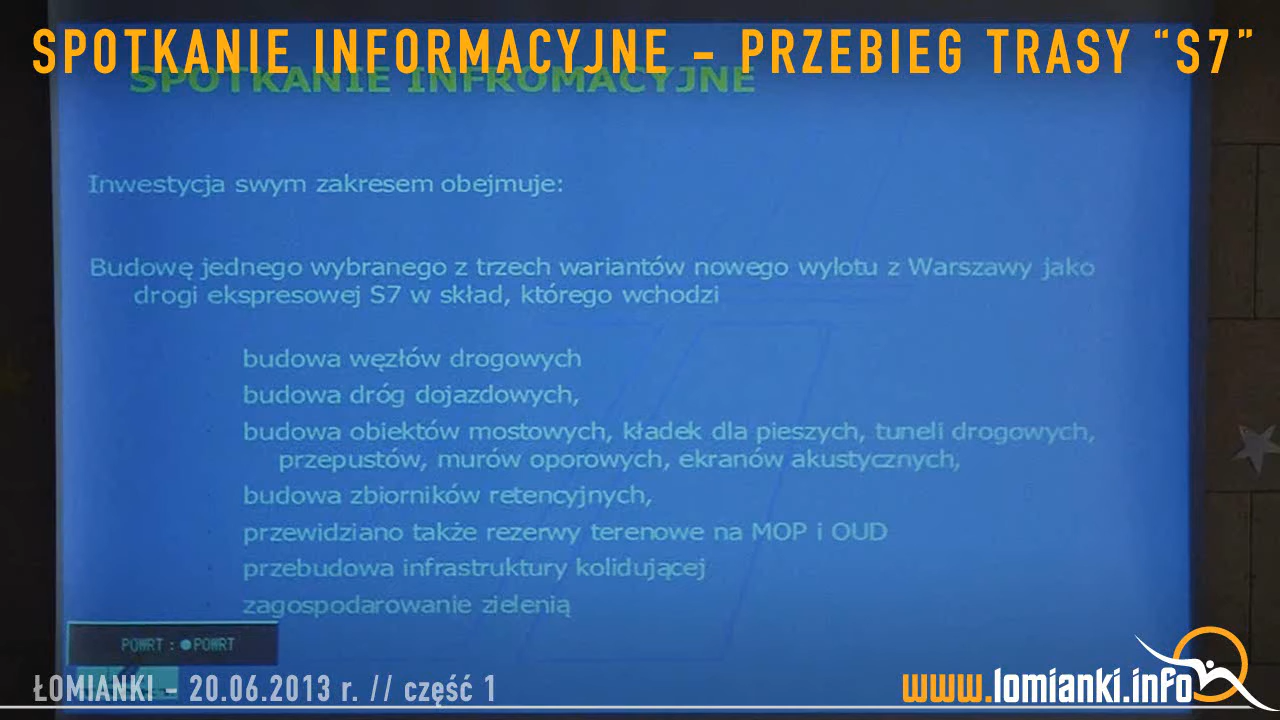 SPOTKANIE INFORMACYJNE - PRZEBIEG TRASY “S7”
SPOTKANIE INFROMACYJNE
Inwestycja swym zakresem obejmuje:
Budowę jednego wybranego z trzech wariantów nowego wylotu z Warszawy jako
drogi ekspresowej S7 w skład, którego wchodzi
budowa węzłów drogowych
budowa dróg dojazdowych,
budowa obiektów mostowych, kładek dla pieszych, tuneli drogowych,
przepustów, murów oporowych, ekranów akustycznych,
budowa zbiorników retencyjnych,
przewidziano także rezerwy terenowe na MOP i OUD
przebudowa infrastruktury kolidującej
zagospodarowanie zielenią
POWRT : ●POWRT
ŁOMIANKI - 20.06.2013 r. // część 1
www.lomianki.info